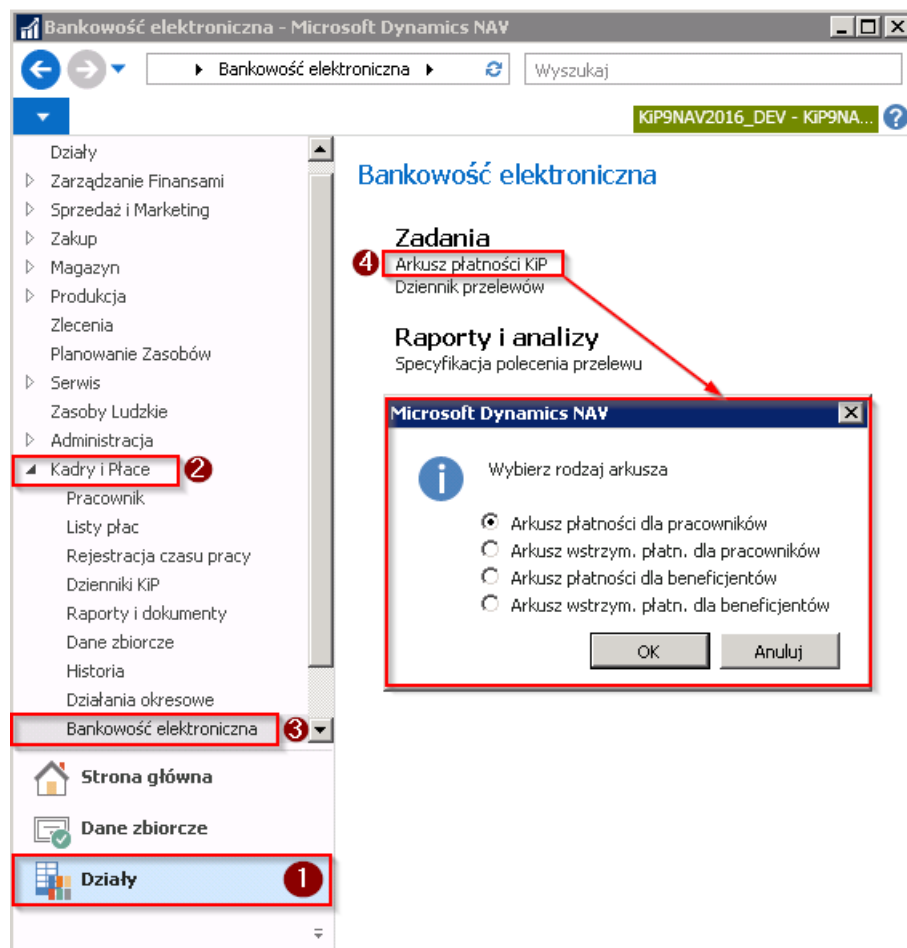 Bankowość elektroniczna - Microsoft Dynamics NAV
Bankowość elektroniczna
Wyszukaj
KiP9NAV2016_DEV - KiP9NA...
?
Działy
Zarządzanie Finansami
Sprzedaż i Marketing
Zakup
Magazyn
Produkcja
Zlecenia
Planowanie Zasobów
Serwis
Zasoby Ludzkie
Administracja
Kadry i Płace 2
Pracownik
Listy płac
Rejestracja czasu pracy
Dzienniki KiP
Raporty i dokumenty
Dane zbiorcze
Historia
Działania okresowe
Bankowość elektroniczna 3
Strona główna
Dane zbiorcze
Działy 1
Bankowość elektroniczna
Zadania
4 Arkusz płatności KiP
Dziennik przelewów
Raporty i analizy
Specyfikacja polecenia przelewu
Microsoft Dynamics NAV
Wybierz rodzaj arkusza
Arkusz płatności dla pracowników
Arkusz wstrzym. płatn. dla pracowników
Arkusz płatności dla beneficjentów
Arkusz wstrzym. płatn. dla beneficjentów
OK Anuluj